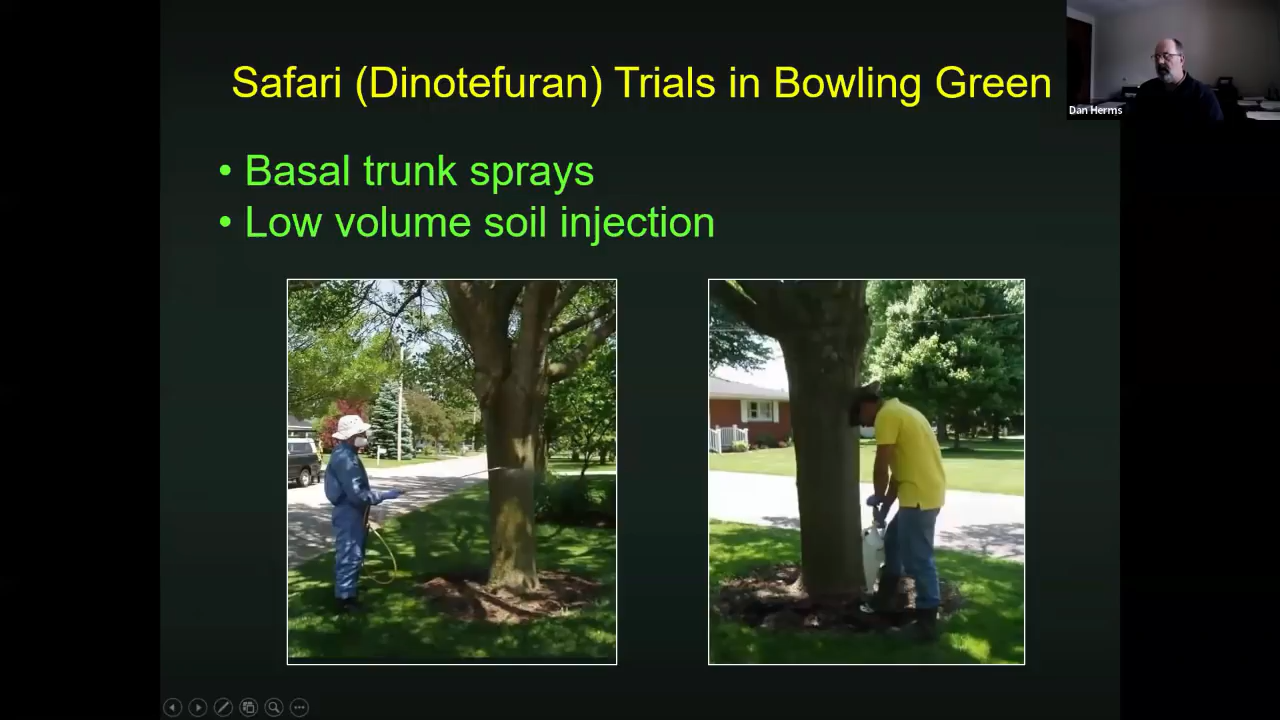 Safari (Dinotefuran) Trials in Bowling Green
Dan Herms
• Basal trunk sprays
• Low volume soil injection